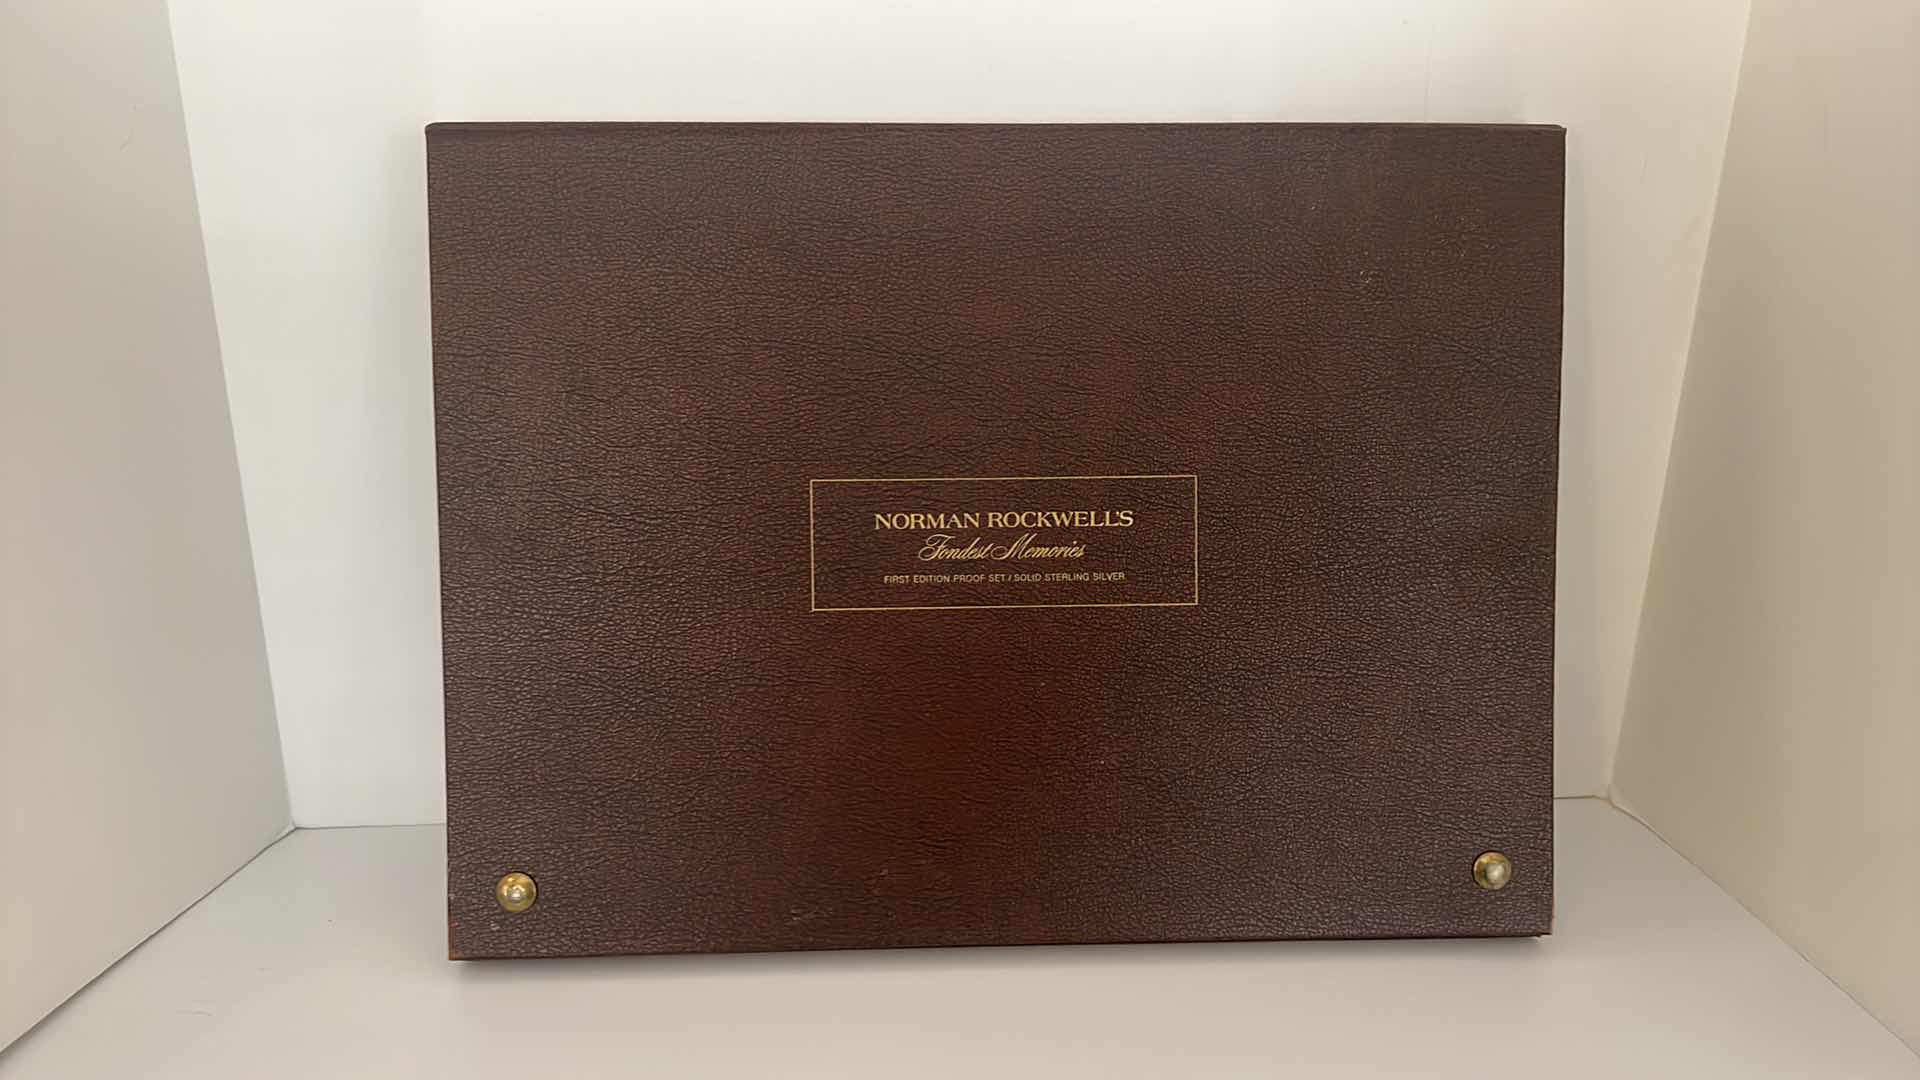 NORMAN ROCKWELL'S
Fondest Memories
FIRST EDITION PROOF SET / SOLID STERLING SILVER